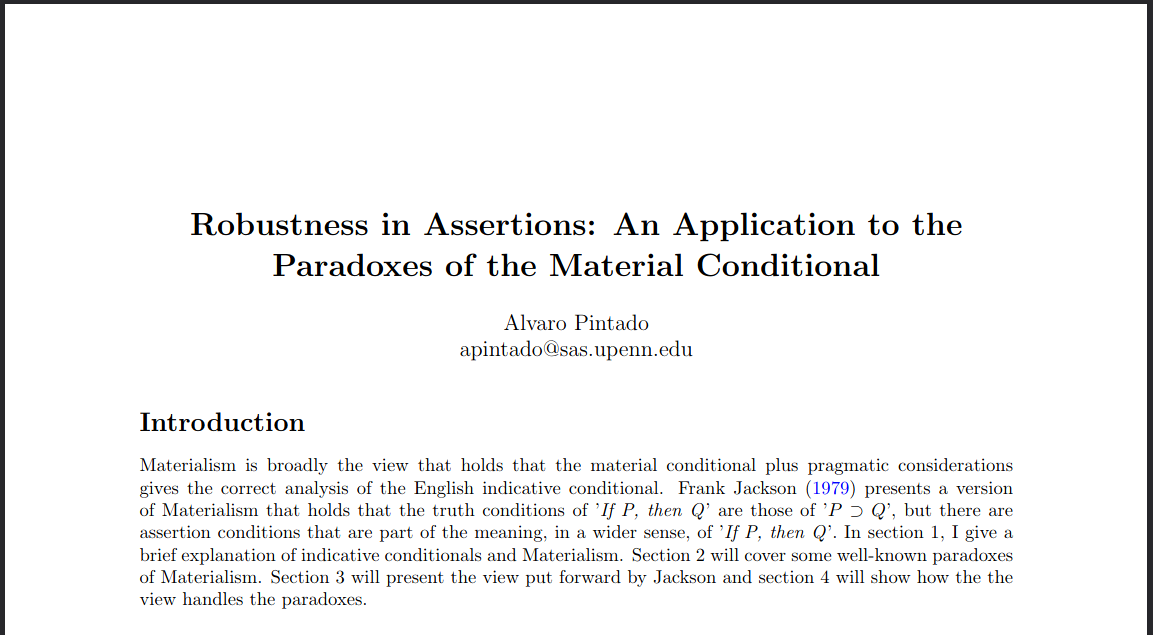 Robustness in Assertions: An Application to the
Paradoxes of the Material Conditional
Alvaro Pintado
apintado@sas.upenn.edu
Introduction
Materialism is broadly the view that holds that the material conditional plus pragmatic considerations
gives the correct analysis of the English indicative conditional. Frank Jackson (1979) presents a version
of Materialism that holds that the truth conditions of ’If P, then Q’ are those of ’P ⊃ Q’, but there are
assertion conditions that are part of the meaning, in a wider sense, of ’If P, then Q’. In section 1, I give a
brief explanation of indicative conditionals and Materialism. Section 2 will cover some well-known paradoxes
of Materialism. Section 3 will present the view put forward by Jackson and section 4 will show how the the
view handles the paradoxes.